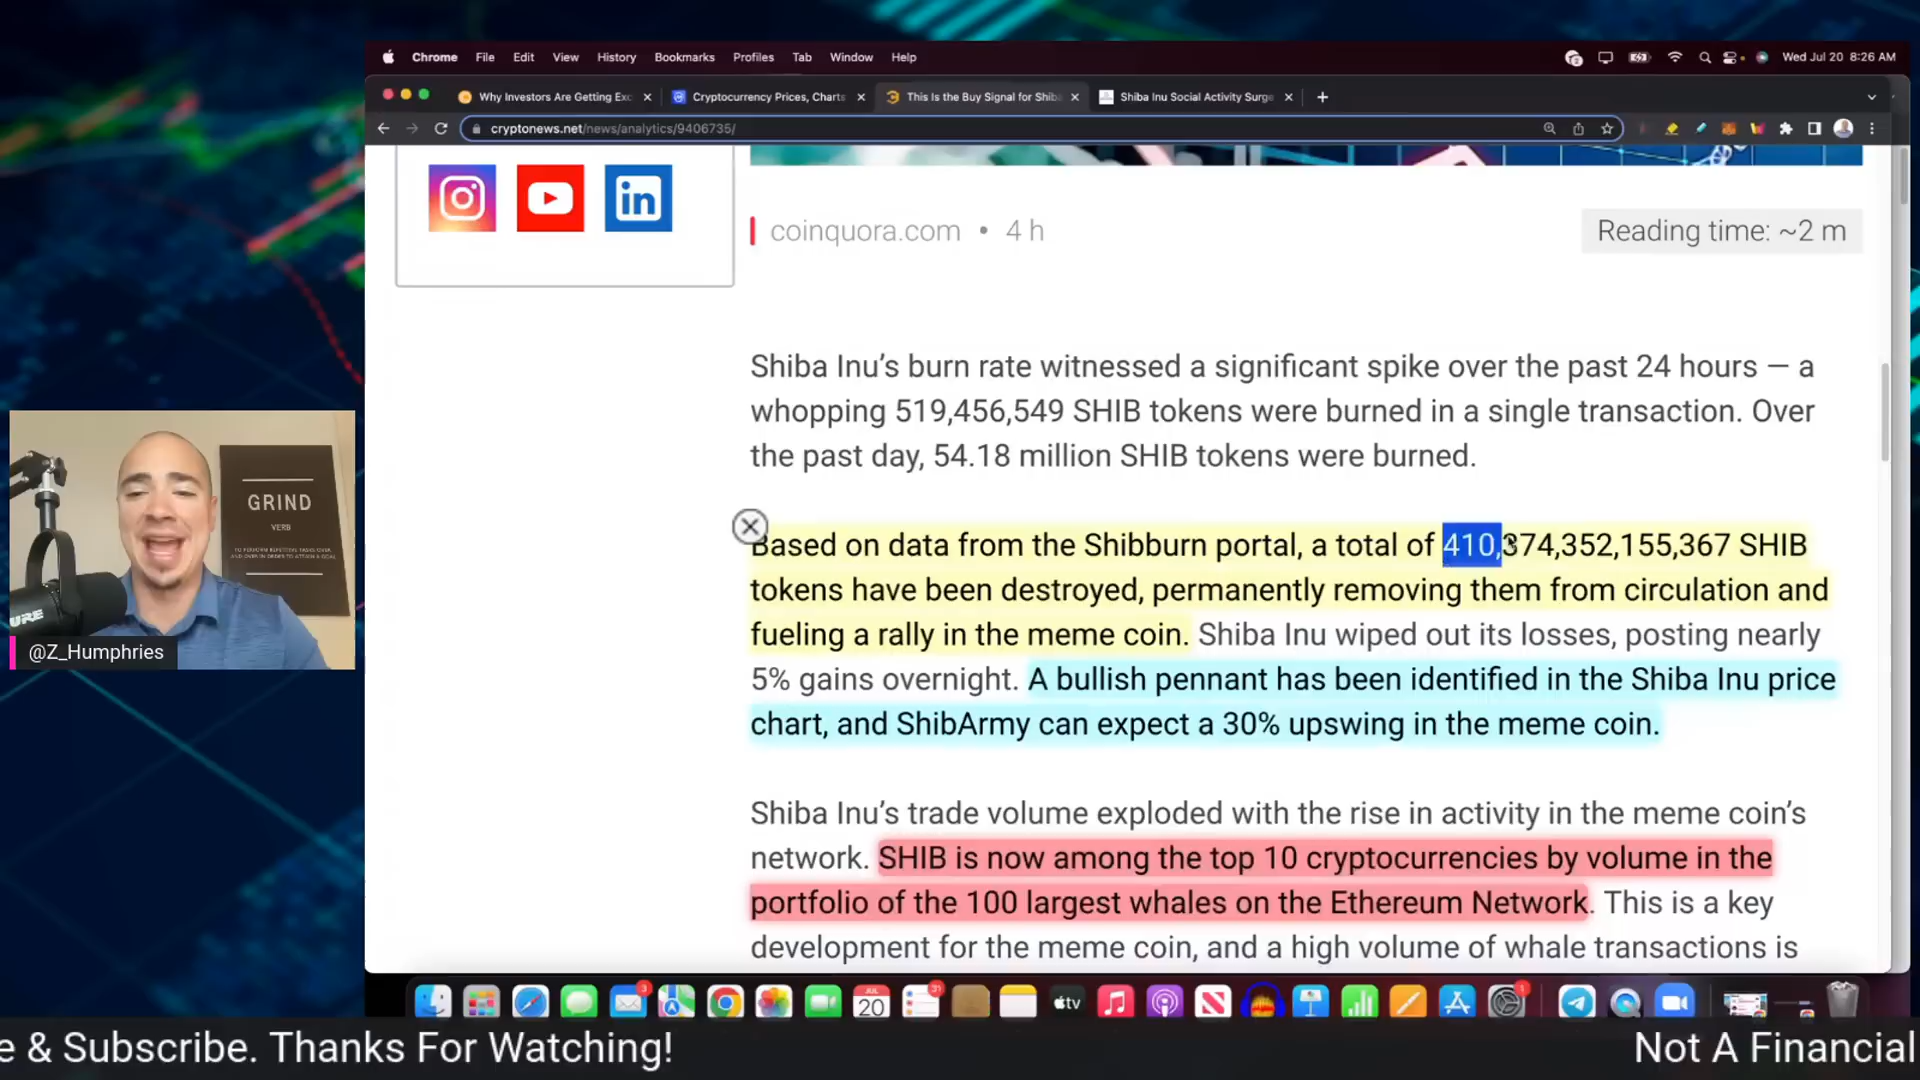 Chrome File Edit View History Bookmarks Profiles Tab Window Help
Wed Jul 20 8:26 AM
Why Investors Are Getting Exc
Cryptocurrency Prices, Charts
This Is the Buy Signal for Shiba
Shiba Inu Social Activity Surge
cryptonews.net/news/analytics/9406735/
coinquora.com • 4 h
Reading time: ~2 m
Shiba Inu’s burn rate witnessed a significant spike over the past 24 hours — a
whopping 519,456,549 SHIB tokens were burned in a single transaction. Over
the past day, 54.18 million SHIB tokens were burned.
Based on data from the Shibburn portal, a total of 410,374,352,155,367 SHIB
tokens have been destroyed, permanently removing them from circulation and
fueling a rally in the meme coin. Shiba Inu wiped out its losses, posting nearly
5% gains overnight. A bullish pennant has been identified in the Shiba Inu price
chart, and ShibArmy can expect a 30% upswing in the meme coin.
Shiba Inu’s trade volume exploded with the rise in activity in the meme coin’s
network. SHIB is now among the top 10 cryptocurrencies by volume in the
portfolio of the 100 largest whales on the Ethereum Network. This is a key
development for the meme coin, and a high volume of whale transactions is
GRIND
VERB
URE
@Z_Humphries
in
3
JUL
20
31
tv
1
e & Subscribe. Thanks For Watching!
Not A Financial